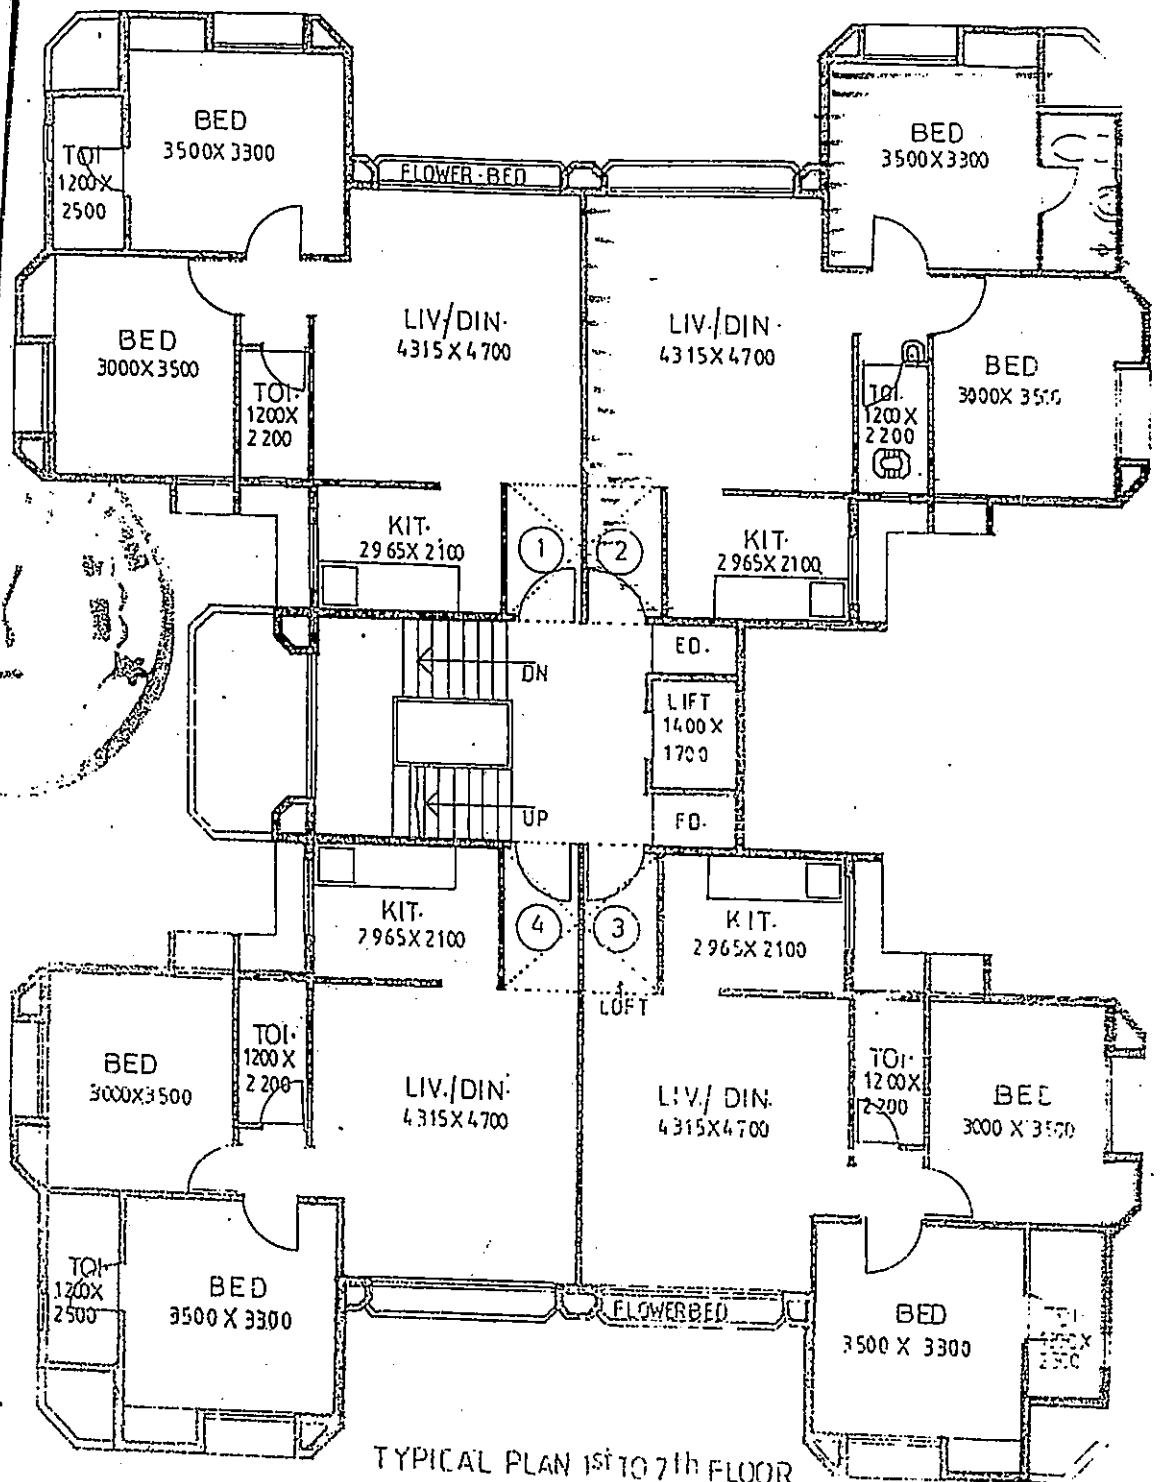 BED
3500X3300
TOI
1200X
2500
FLOWER-BED
BED
3500X3300
BED
3000X3500
TOI.
1200X
2200
LIV/DIN.
4315X4700
LIV./DIN.
4315X4700
TOI.
1200X
2200
BED
3000X
KIT.
2965X2100
1
2
KIT.
2965X2100
DN
ED.
LIFT
1400X
1700
UP
FD.
KIT.
2965X2100
4
3
LOFT
KIT.
2965X2100
BED
3000X3500
TOI.
1200X
2200
LIV./DIN.
4315X4700
LIV./DIN.
4315X4700
TOI.
1200X
2200
BED
3000X3500
TOI
1200X
2500
BED
3500X3300
FLOWERBED
BED
3500X3300
TYPICAL PLAN 1st TO 7th FLOOR